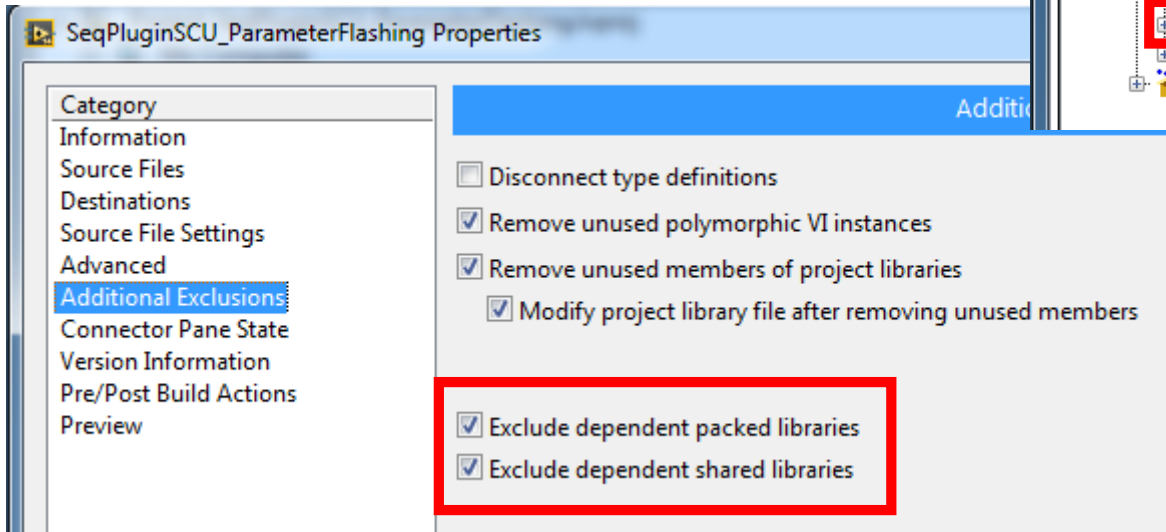 SeqPluginSCU_ParameterFlashing Properties
Category
Information
Source Files
Destinations
Source File Settings
Advanced
Additional Exclusions
Connector Pane State
Version Information
Pre/Post Build Actions
Preview
Additi
Disconnect type definitions
Remove unused polymorphic VI instances
Remove unused members of project libraries
Modify project library file after removing unused members
Exclude dependent packed libraries
Exclude dependent shared libraries